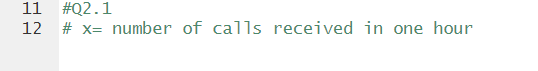 11 #Q2.1
12 # x= number of calls received in one hour